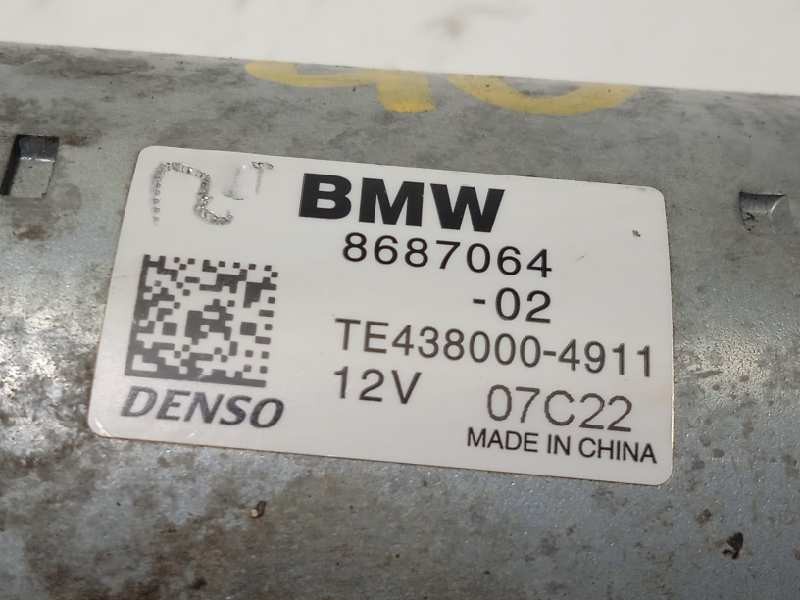 BMW
8687064
-02
TE438000-4911
12V 07C22
DENSO
MADE IN CHINA